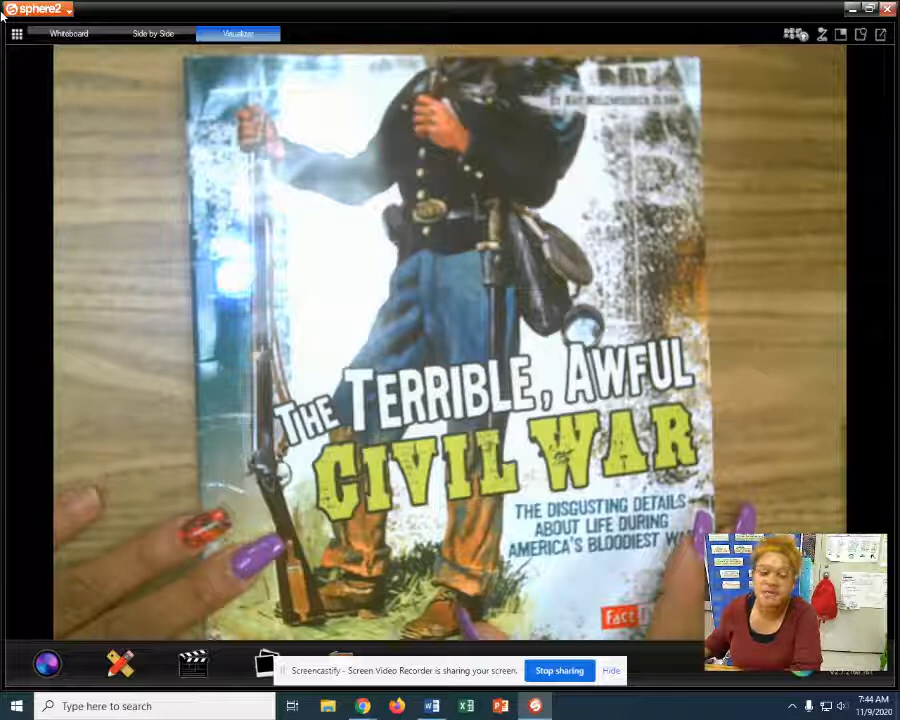 sphere2
Whiteboard
Side by Side
Visualizer
THE TERRIBLE, AWFUL
CIVIL WAR
THE DISGUSTING DETAILS
ABOUT LIFE DURING
AMERICA'S BLOODIEST
Fact
Screencastify - Screen Video Recorder is sharing your screen.
Stop sharing
Hide
Type here to search
7:44 AM
11/9/2020